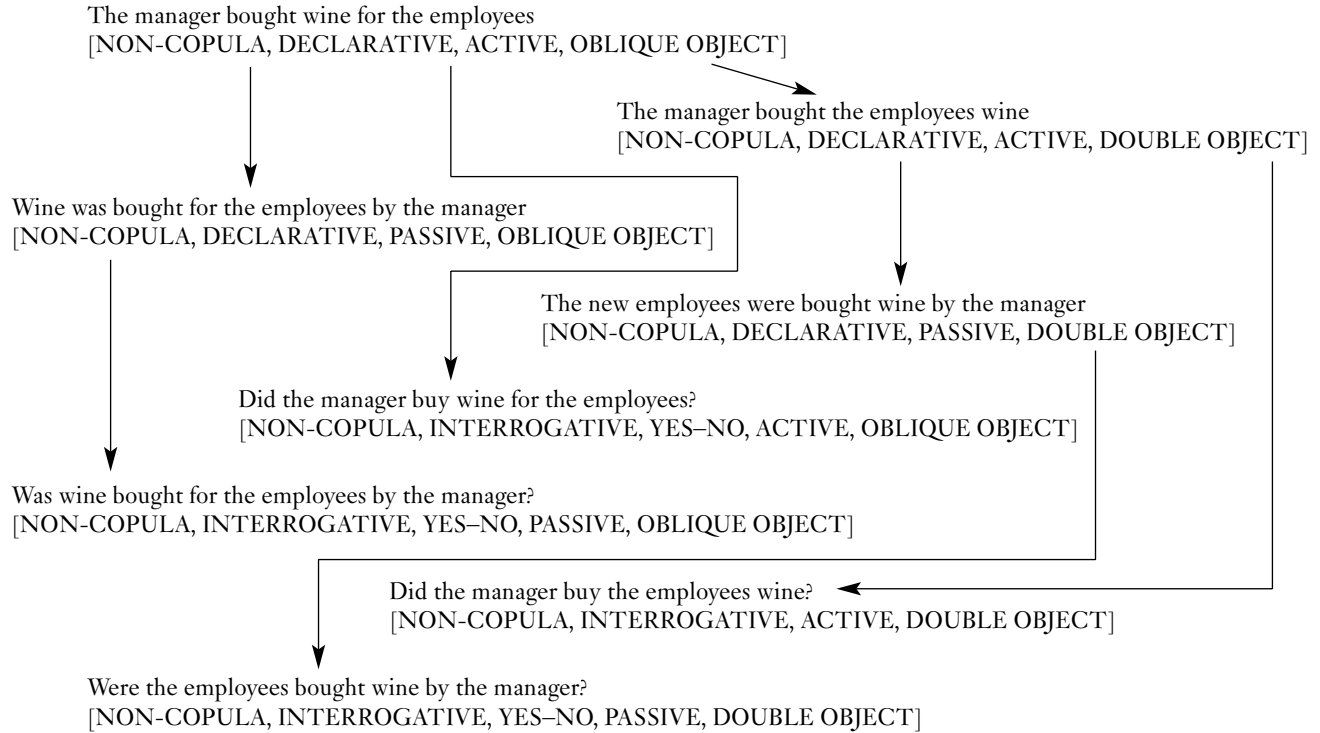 The manager bought wine for the employees
[NON-COPULA, DECLARATIVE, ACTIVE, OBLIQUE OBJECT]
The manager bought the employees wine
[NON-COPULA, DECLARATIVE, ACTIVE, DOUBLE OBJECT]
Wine was bought for the employees by the manager
[NON-COPULA, DECLARATIVE, PASSIVE, OBLIQUE OBJECT]
The new employees were bought wine by the manager
[NON-COPULA, DECLARATIVE, PASSIVE, DOUBLE OBJECT]
Did the manager buy wine for the employees?
[NON-COPULA, INTERROGATIVE, YES–NO, ACTIVE, OBLIQUE OBJECT]
Was wine bought for the employees by the manager?
[NON-COPULA, INTERROGATIVE, YES–NO, PASSIVE, OBLIQUE OBJECT]
Did the manager buy the employees wine?
[NON-COPULA, INTERROGATIVE, ACTIVE, DOUBLE OBJECT]
Were the employees bought wine by the manager?
[NON-COPULA, INTERROGATIVE, YES–NO, PASSIVE, DOUBLE OBJECT]